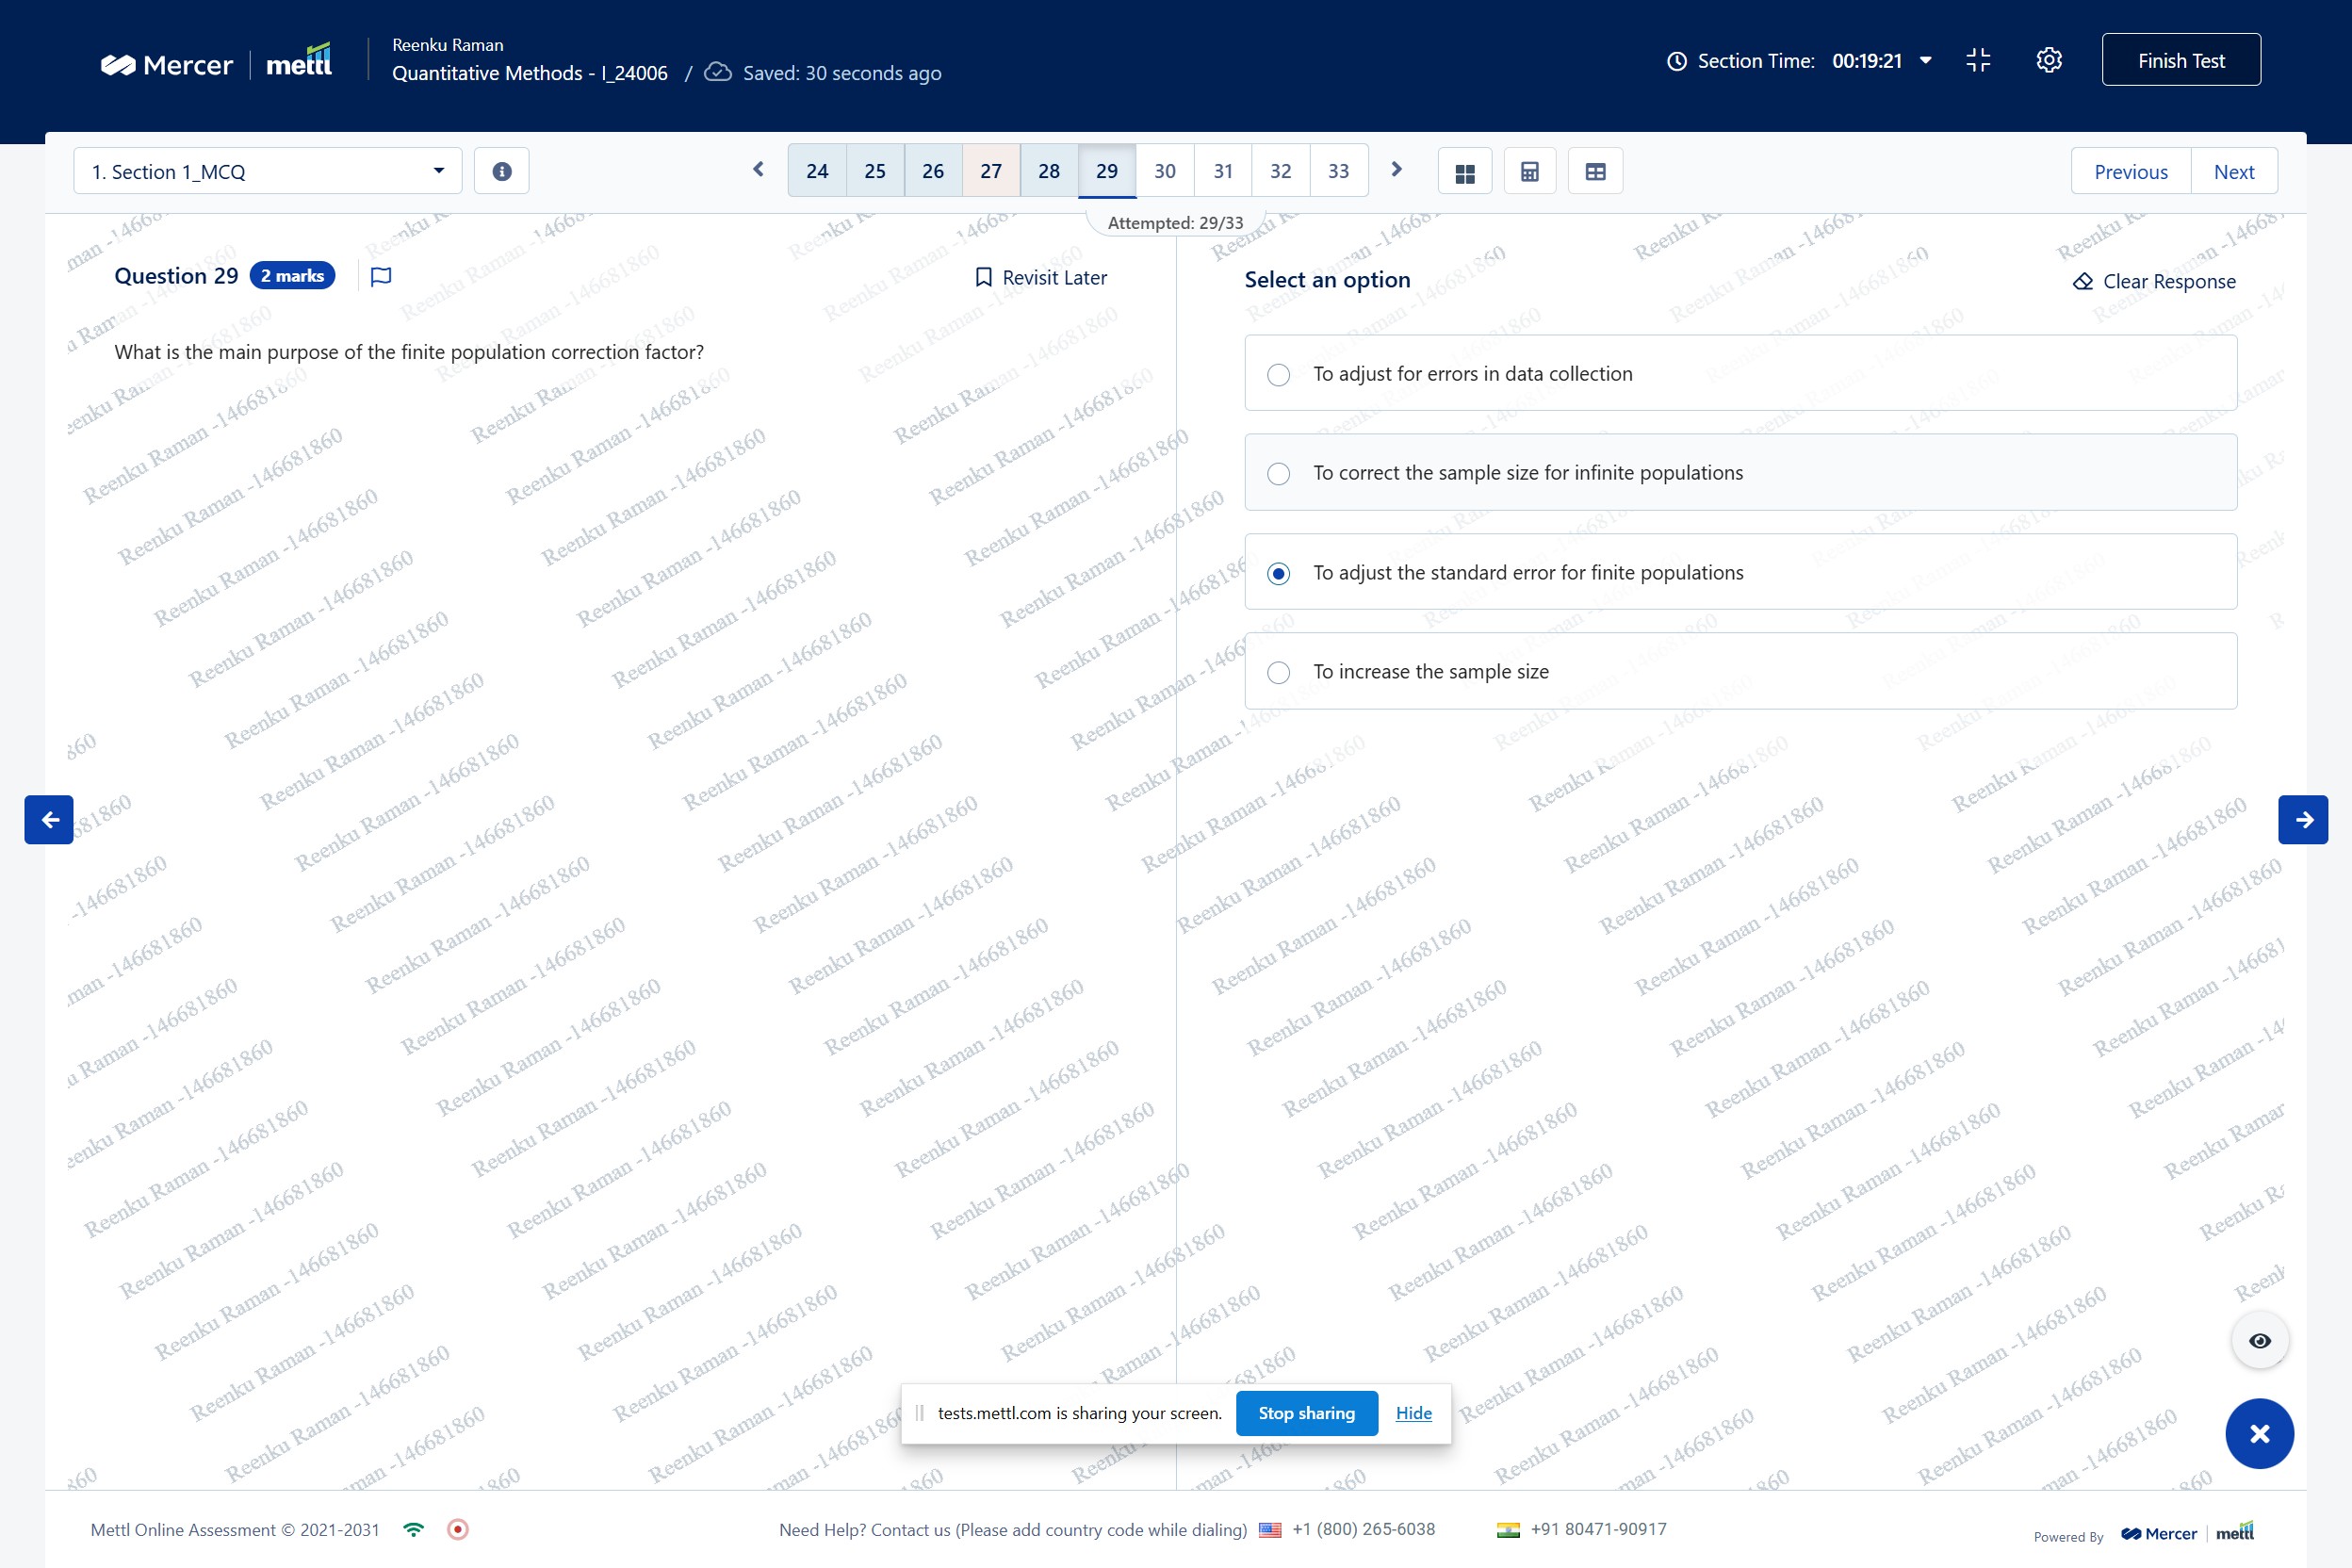 Mercer | mettl
Reenku Raman
Quantitative Methods - I_24006 / Saved: 30 seconds ago
Section Time: 00:19:21
Finish Test
1. Section 1_MCQ
24 25 26 27 28 29 30 31 32 33
Previous Next
Attempted: 29/33
Question 29 2 marks
Revisit Later
What is the main purpose of the finite population correction factor?
Select an option
Clear Response
To adjust for errors in data collection
To correct the sample size for infinite populations
To adjust the standard error for finite populations
To increase the sample size
Reenku Raman -146681860
tests.mettl.com is sharing your screen. Stop sharing Hide
Mettl Online Assessment © 2021-2031
Need Help? Contact us (Please add country code while dialing) +1 (800) 265-6038 +91 80471-90917
Powered By Mercer | mettl